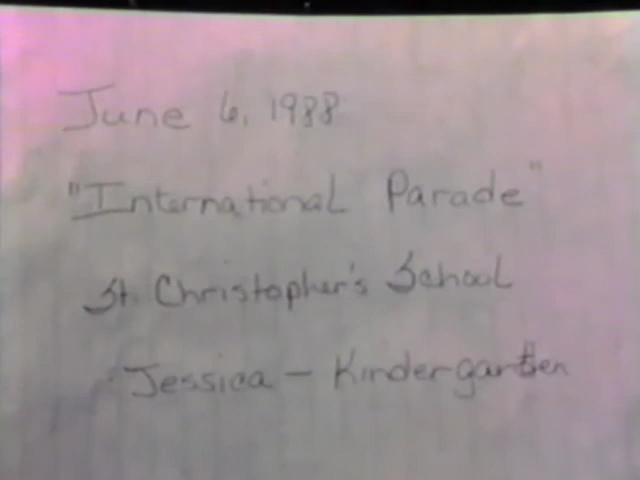 June 6, 1988
"International Parade"
St. Christopher's School
Jessica - Kindergarten